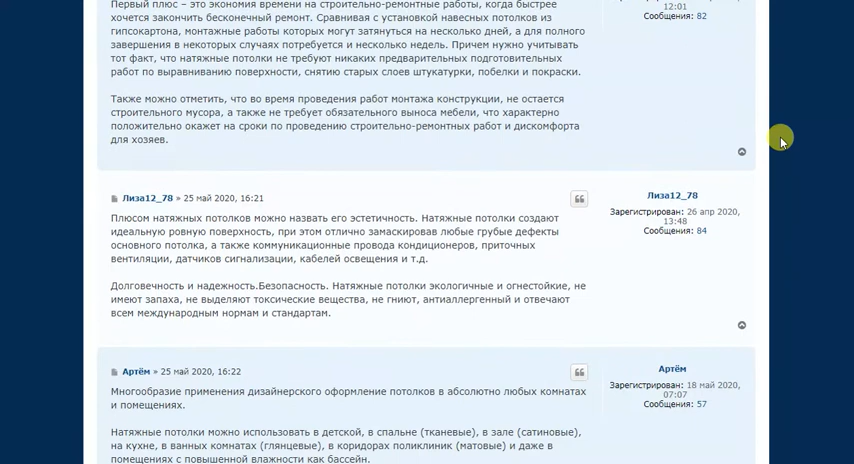 Первый плюс – это экономия времени на строительно-ремонтные работы, когда быстрее
хочется закончить бесконечный ремонт. Сравнивая с установкой навесных потолков из
гипсокартона, монтажные работы которых могут затянуться на несколько дней, а для полного
завершения в некоторых случаях потребуется и несколько недель. Причем нужно учитывать
тот факт, что натяжные потолки не требуют никаких предварительных подготовительных
работ по выравниванию поверхности, снятию старых слоев штукатурки, побелки и покраски.
Также можно отметить, что во время проведения работ монтажа конструкции, не остается
строительного мусора, а также не требует обязательного выноса мебели, что характерно
положительно окажет на сроки по проведению строительно-ремонтных работ и дискомфорта
для хозяев.
12:01
Сообщения: 82
Лиза12_78 » 25 май 2020, 16:21
Плюсом натяжных потолков можно назвать его эстетичность. Натяжные потолки создают
идеальную ровную поверхность, при этом отлично замаскировав любые грубые дефекты
основного потолка, а также коммуникационные провода кондиционеров, приточных
вентиляции, датчиков сигнализации, кабелей освещения и т.д.
Долговечность и надежность.Безопасность. Натяжные потолки экологичные и огнестойкие, не
имеют запаха, не выделяют токсические вещества, не гниют, антиаллергенный и отвечают
всем международным нормам и стандартам.
Лиза12_78
Зарегистрирован: 26 апр 2020,
13:48
Сообщения: 84
Артём » 25 май 2020, 16:22
Многообразие применения дизайнерского оформление потолков в абсолютно любых комнатах
и помещениях.
Натяжные потолки можно использовать в детской, в спальне (тканевые), в зале (сатиновые),
на кухне, в ванных комнатах (глянцевые), в коридорах поликлиник (матовые) и даже в
помещениях с повышенной влажности как бассейн.
Артём
Зарегистрирован: 18 май 2020,
07:07
Сообщения: 57